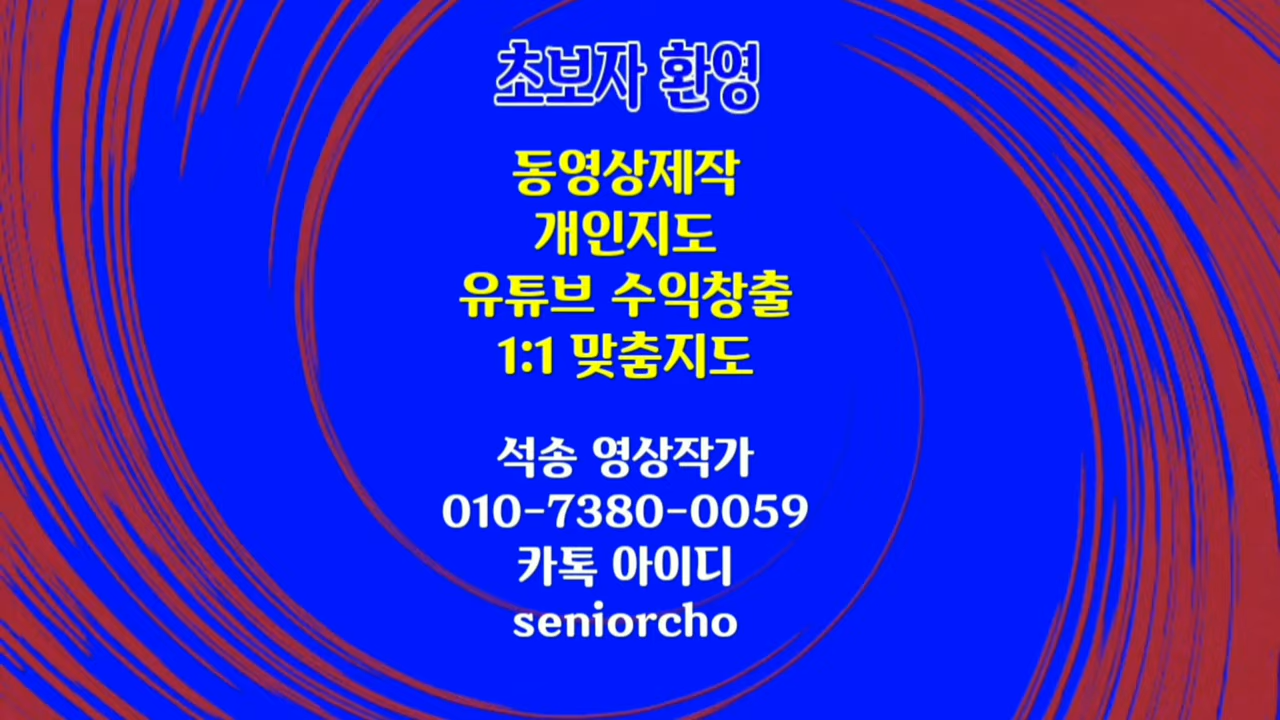 초보자 환영
동영상제작
개인지도
유튜브 수익창출
1:1 맞춤지도
석송 영상작가
010-7380-0059
카톡 아이디
seniorcho